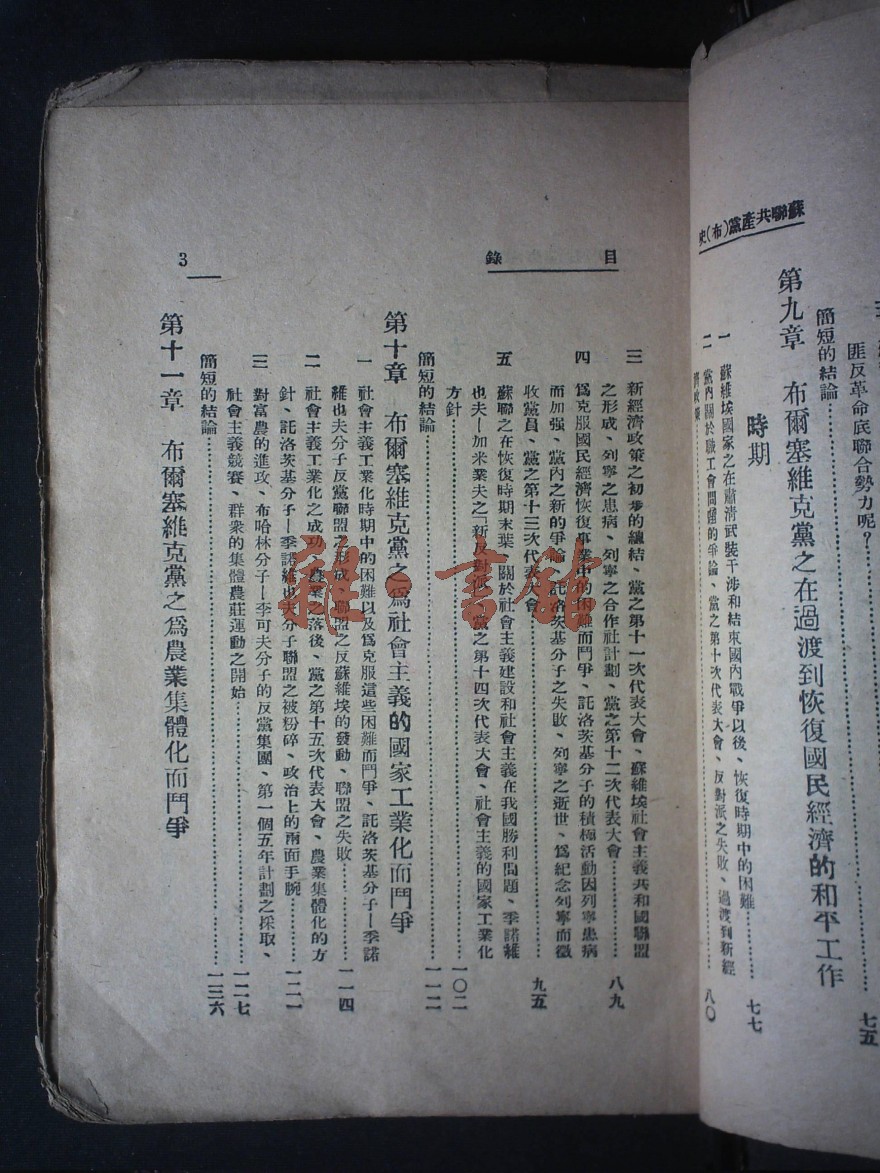 蘇聯共產黨(布)史
匪反革命底聯合勢力呢？
簡短的結論…………七五
第九章　布爾塞維克黨之在過渡到恢復國民經濟的和平工作
時期
一　蘇維埃國家之在肅清武裝干涉和結束國內戰爭以後、恢復時期中的困難…………七七
二　黨內關於職工會問題的爭論、黨之第十次代表大會、反對派之失敗、過渡到新經
濟政策…………八〇
目錄
3
三　新經濟政策之初步的總結、黨之第十一次代表大會、蘇維埃社會主義共和國聯盟
之形成、列寧之患病、列寧之合作社計劃、黨之第十二次代表大會…………八九
四　爲克服國民經濟恢復事業中的困難而鬥爭、託洛茨基分子的積極活動因列寧患病
而加强、黨內之新的爭論、託洛茨基分子之失敗、列寧之逝世、爲紀念列寧而徵
收黨員、黨之第十三次代表大會…………九五
五　蘇聯之在恢復時期末葉、關於社會主義建設和社會主義在我國勝利問題、季諾維
也夫—加米業夫之「新反對派」、黨之第十四次代表大會、社會主義的國家工業化
方針…………一〇二
簡短的結論…………一一二
第十章　布爾塞維克黨之爲社會主義的國家工業化而鬥爭
一　社會主義工業化時期中的困難以及爲克服這些困難而鬥爭、託洛茨基分子—季諾
維也夫分子反黨聯盟之形成、聯盟之反蘇維埃的發動、聯盟之失敗…………一一四
二　社會主義工業化之成功、農業之落後、黨之第十五次代表大會、農業集體化的方
針、託洛茨基分子—季諾維也夫分子聯盟之被粉碎、政治上的兩面手腕…………一二一
三　對富農的進攻、布哈林分子—李可夫分子的反黨集團、第一個五年計劃之採取、
社會主義競賽、群衆的集體農莊運動之開始…………一二七
簡短的結論…………一三六
第十一章　布爾塞維克黨之爲農業集體化而鬥爭
雅○書館